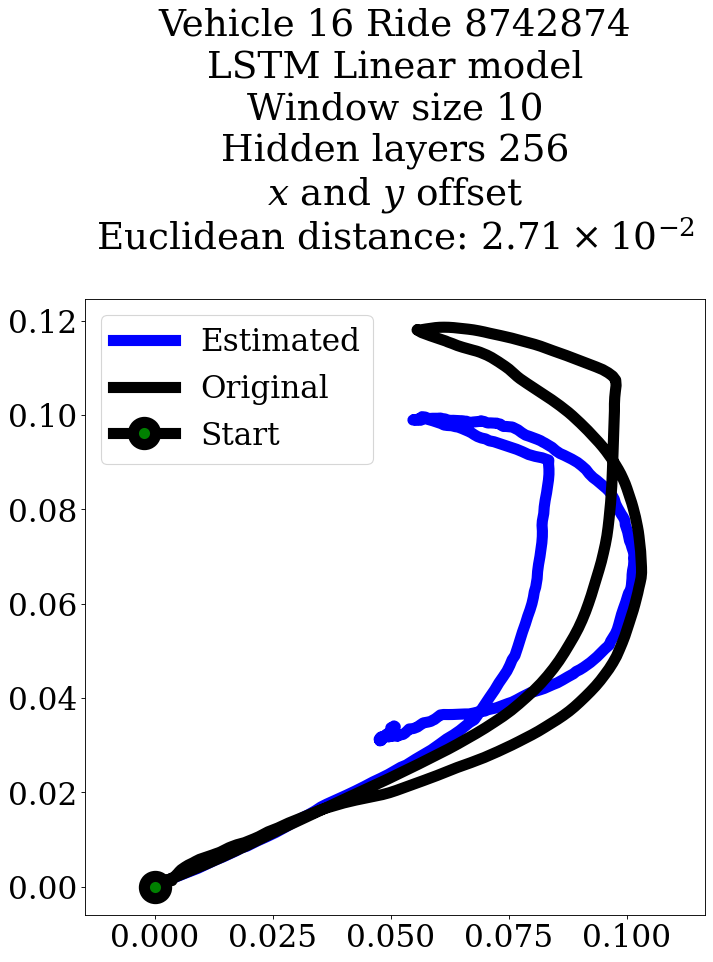 Vehicle 16 Ride 8742874
LSTM Linear model
Window size 10
Hidden layers 256
x and y offset
Euclidean distance: 2.71 × 10⁻²
Estimated
Original
Start
0.12
0.10
0.08
0.06
0.04
0.02
0.00
0.000 0.025 0.050 0.075 0.100